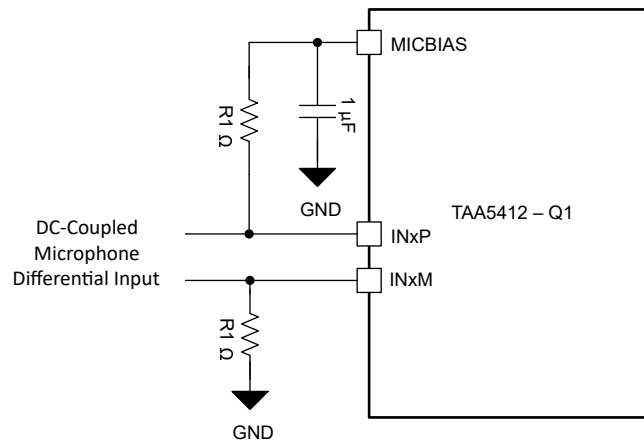 MICBIAS
R1 Ω
1 µF
GND
TAA5412 – Q1
DC-Coupled
Microphone
Differential Input
INxP
INxM
R1 Ω
GND